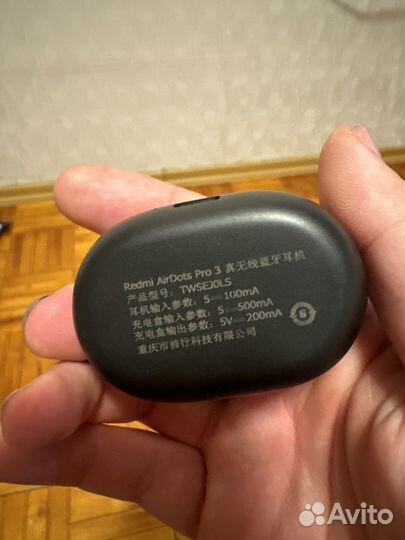 Redmi AirDots Pro 3 真无线蓝牙耳机
产品型号: TWSEJ0LS
耳机输入参数: 5⎓100mA
充电盒输入参数: 5⎓500mA
充电盒输出参数: 5V⎓200mA
重庆市前行科技有限公司
Avito